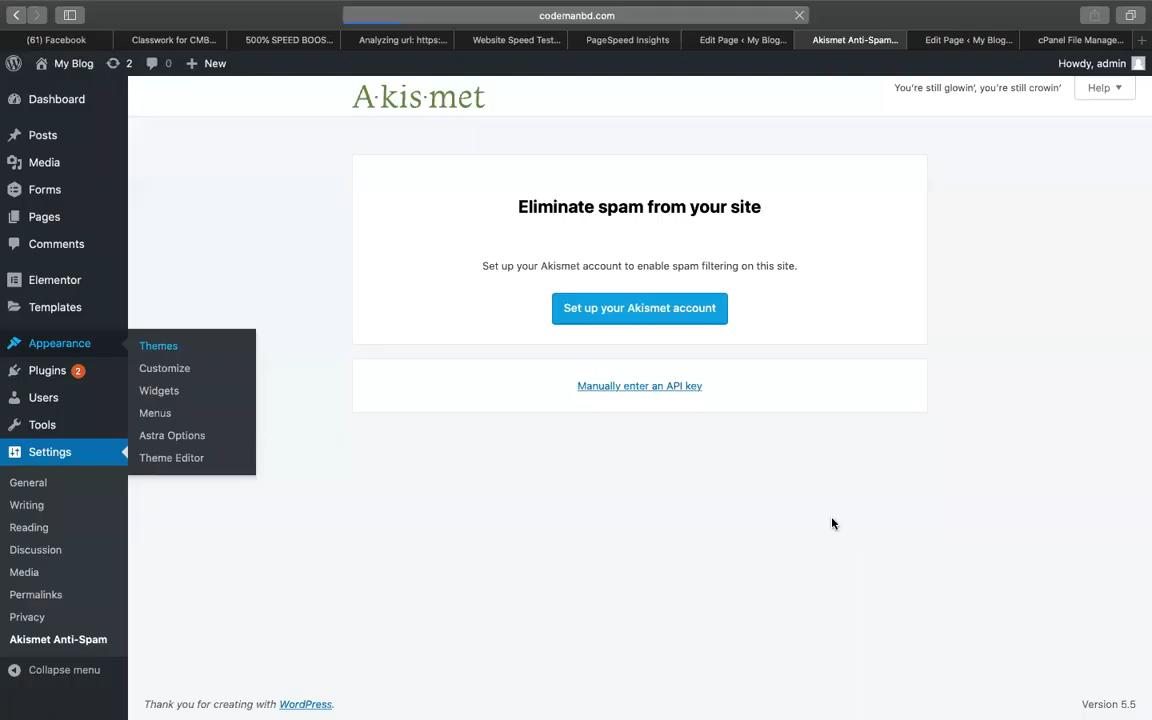 codemanbd.com
(61) Facebook
Classwork for CMB...
500% SPEED BOOS...
Analyzing url: https:...
Website Speed Test...
PageSpeed Insights
Edit Page < My Blog...
Akismet Anti-Spam...
Edit Page < My Blog...
cPanel File Manage...
My Blog
2
0
New
Howdy, admin
Dashboard
Posts
Media
Forms
Pages
Comments
Elementor
Templates
Appearance
Plugins 2
Users
Tools
Settings
General
Writing
Reading
Discussion
Media
Permalinks
Privacy
Akismet Anti-Spam
Collapse menu
Themes
Customize
Widgets
Menus
Astra Options
Theme Editor
A·kis·met
You're still glowin', you're still crowin'
Help
Eliminate spam from your site
Set up your Akismet account to enable spam filtering on this site.
Set up your Akismet account
Manually enter an API key
Thank you for creating with WordPress.
Version 5.5